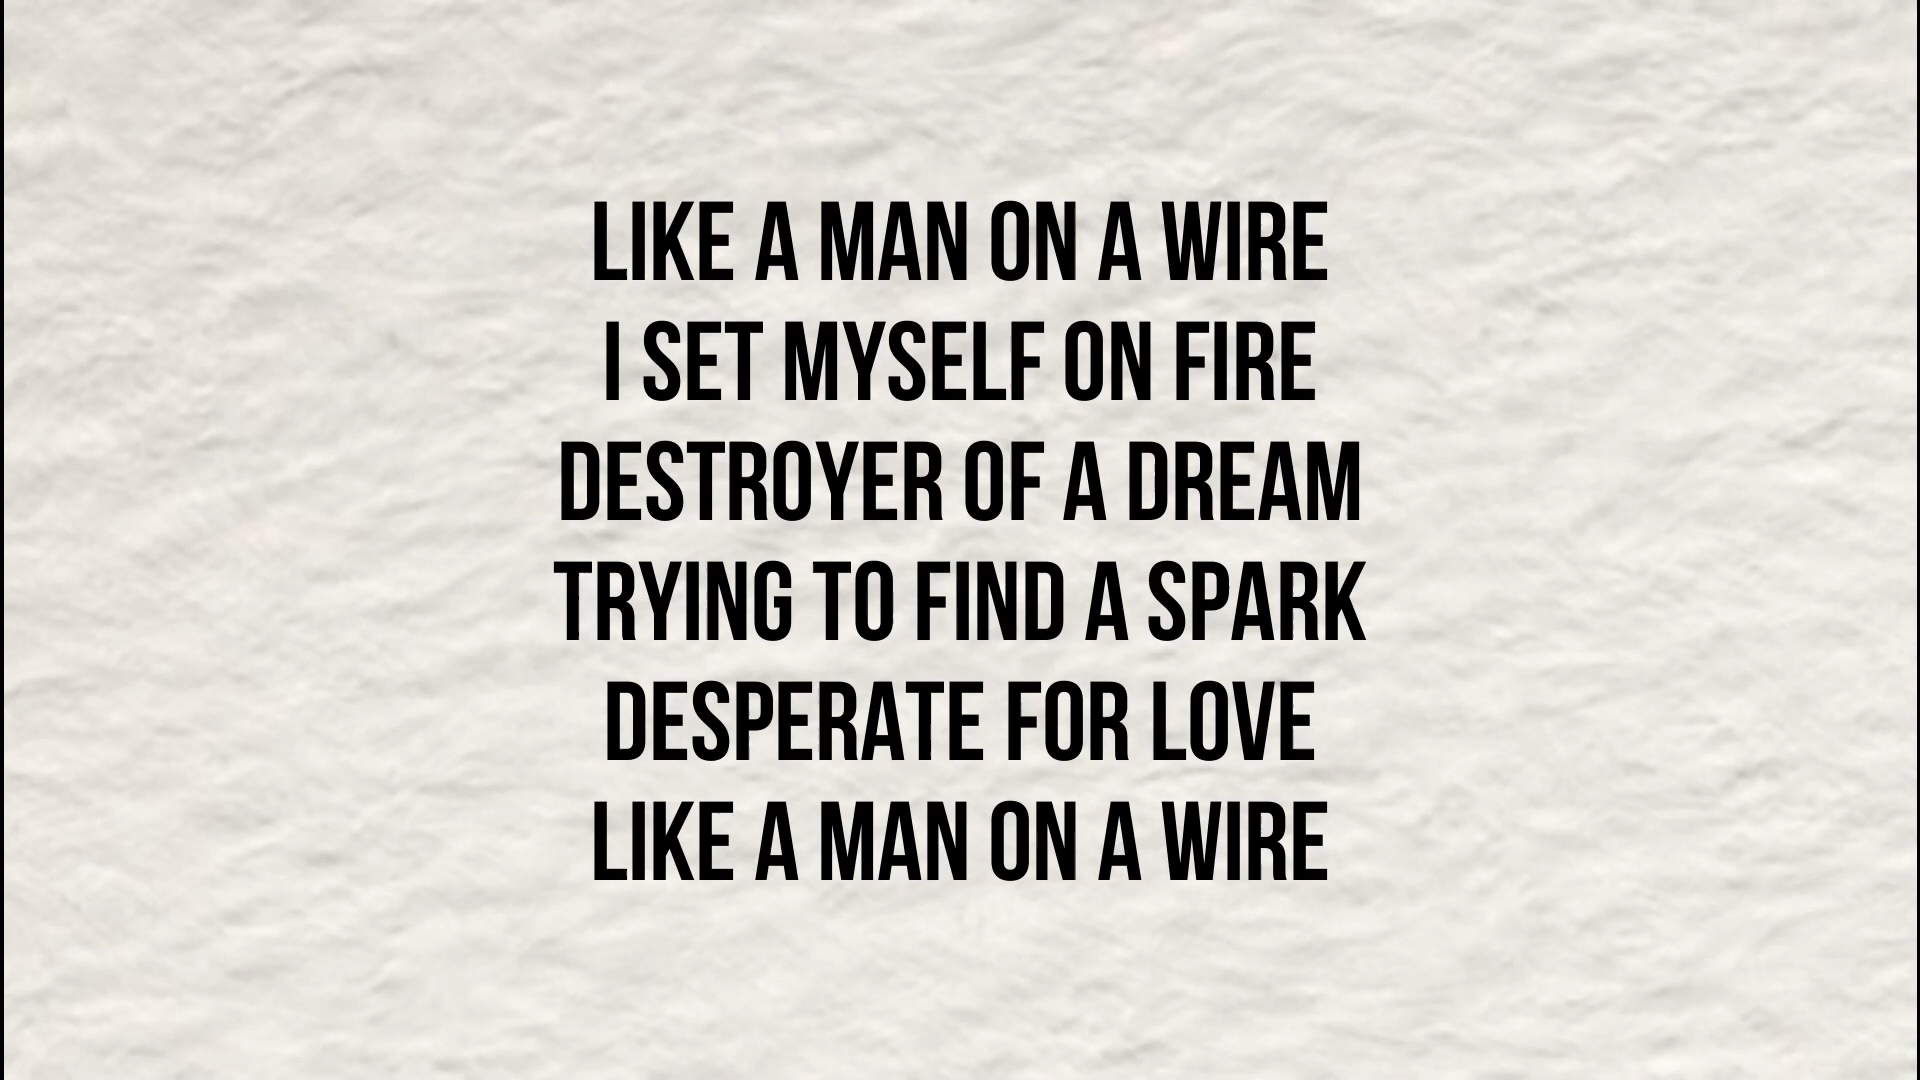 LIKE A MAN ON A WIRE
I SET MYSELF ON FIRE
DESTROYER OF A DREAM
TRYING TO FIND A SPARK
DESPERATE FOR LOVE
LIKE A MAN ON A WIRE